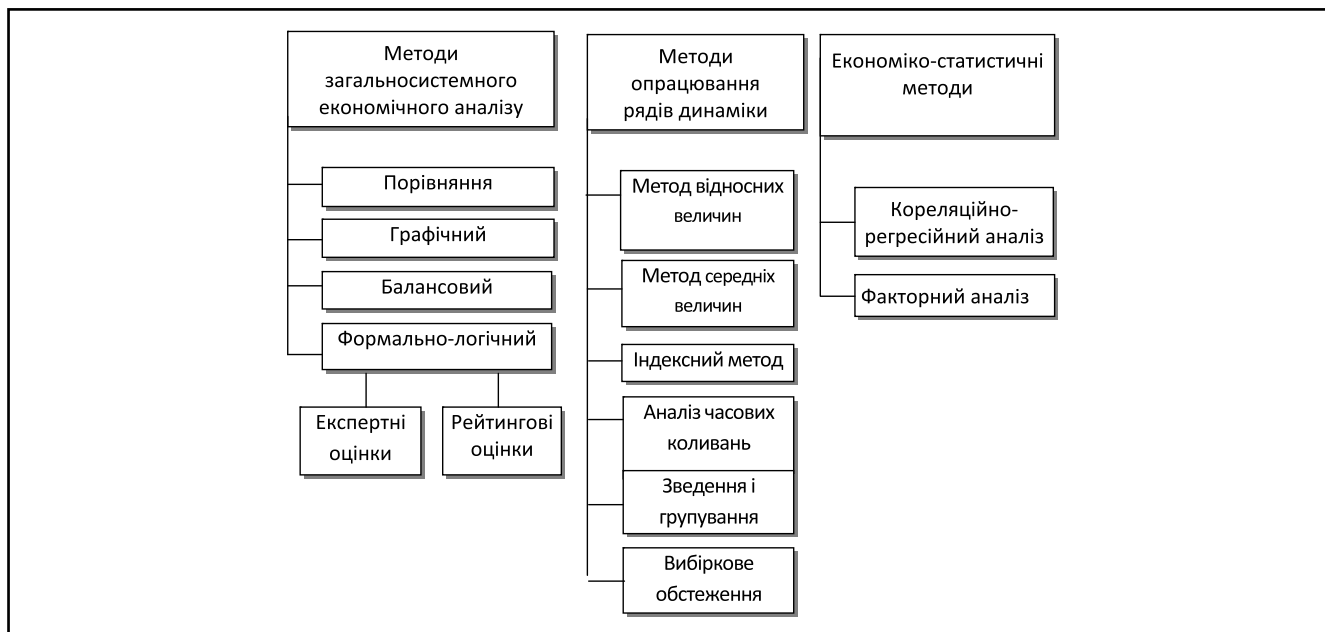 Методи
загальносистемного
економічного аналізу
Порівняння
Графічний
Балансовий
Формально-логічний
Експертні
оцінки
Рейтингові
оцінки
Методи
опрацювання
рядів динаміки
Метод відносних
величин
Метод середніх
величин
Індексний метод
Аналіз часових
коливань
Зведення і
групування
Вибіркове
обстеження
Економіко-статистичні
методи
Кореляційно-
регресійний аналіз
Факторний аналіз